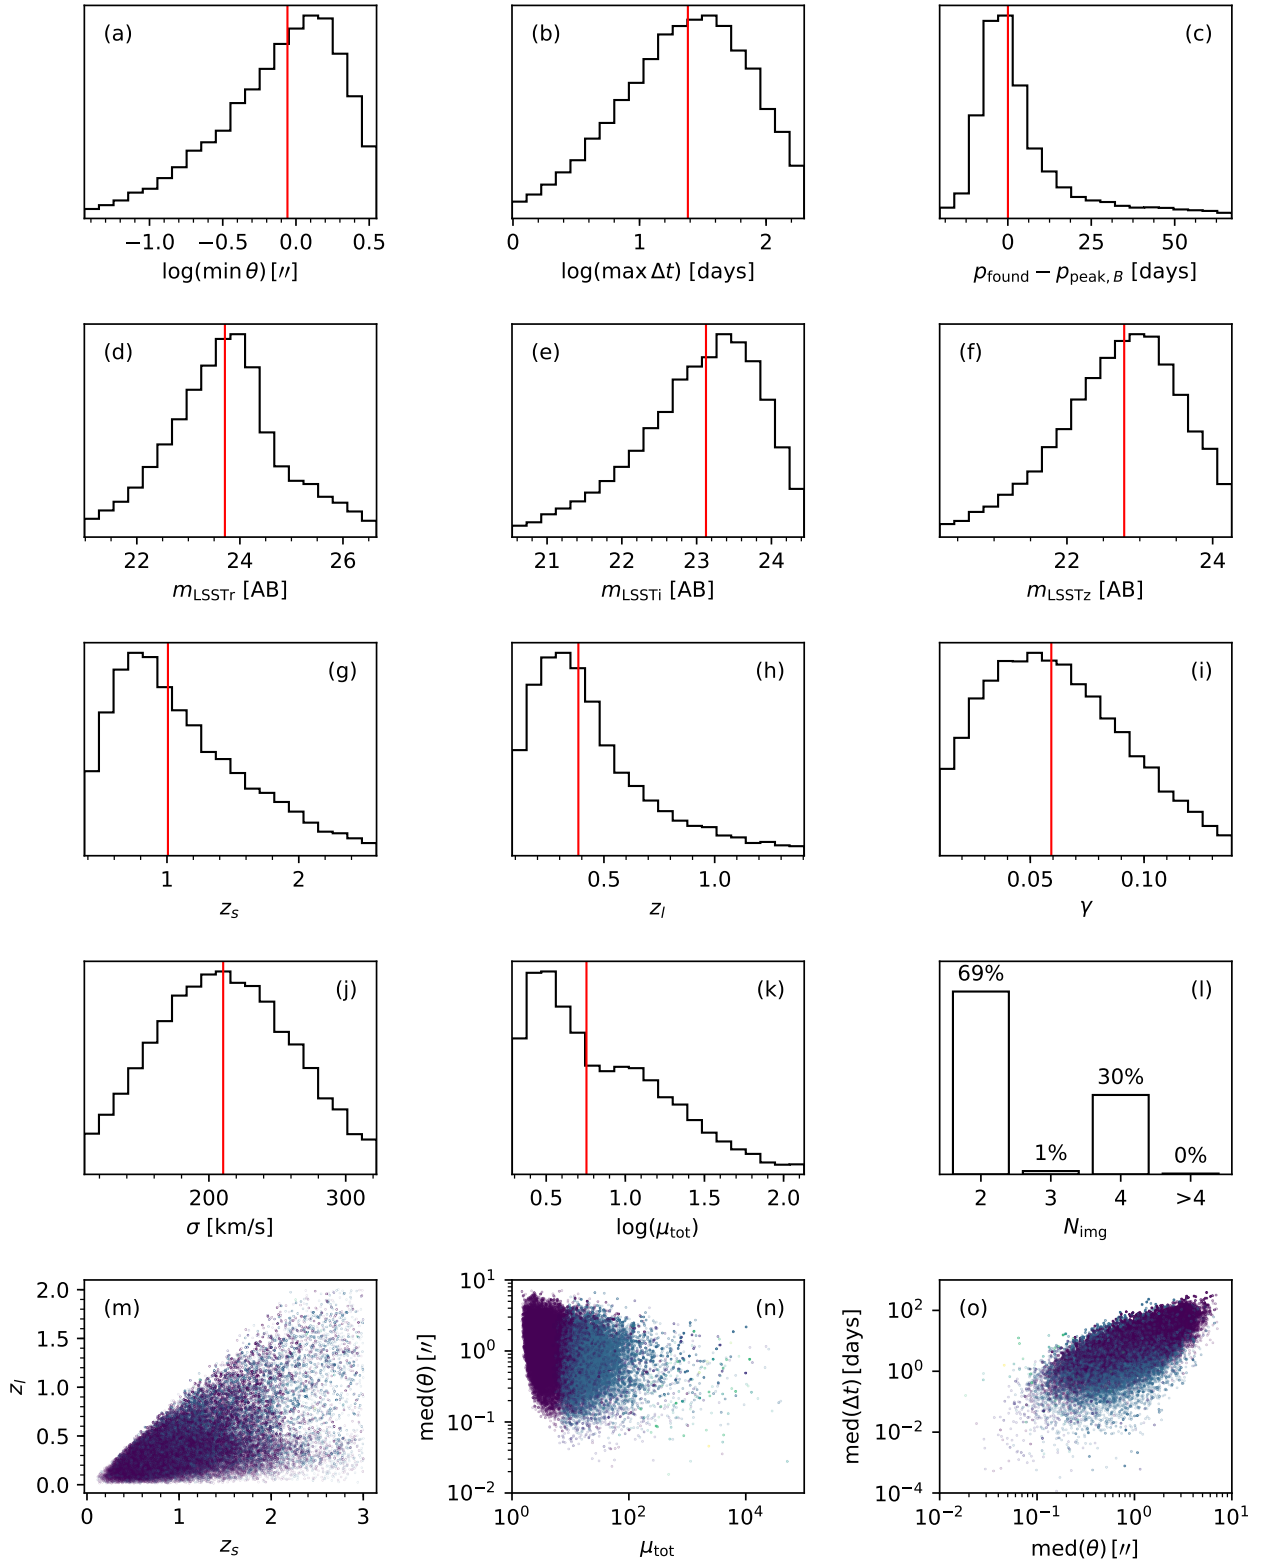 (a) (b) (c)
−1.0 −0.5 0.0 0.5 0 1 2 0 25 50
log(min θ) [″] log(max Δt) [days] p_found − p_peak, B [days]
(d) (e) (f)
22 24 26 21 22 23 24 22 24
m_LSSTr [AB] m_LSSTi [AB] m_LSSTz [AB]
(g) (h) (i)
1 2 0.5 1.0 0.05 0.10
z_s z_l γ
(j) (k) 69% (l)
30%
1% 0%
200 300 0.5 1.0 1.5 2.0 2 3 4 >4
σ [km/s] log(μ_tot) N_img
2.0 (m) 10^1 (n) (o)
10^2
1.5
z_l 1.0 med(θ) [″] 10^0 med(Δt) [days] 10^0
0.5 10^−1 10^−2
0.0
10^−2 10^−4
0 1 2 3 10^0 10^2 10^4 10^−2 10^−1 10^0 10^1
z_s μ_tot med(θ) [″]